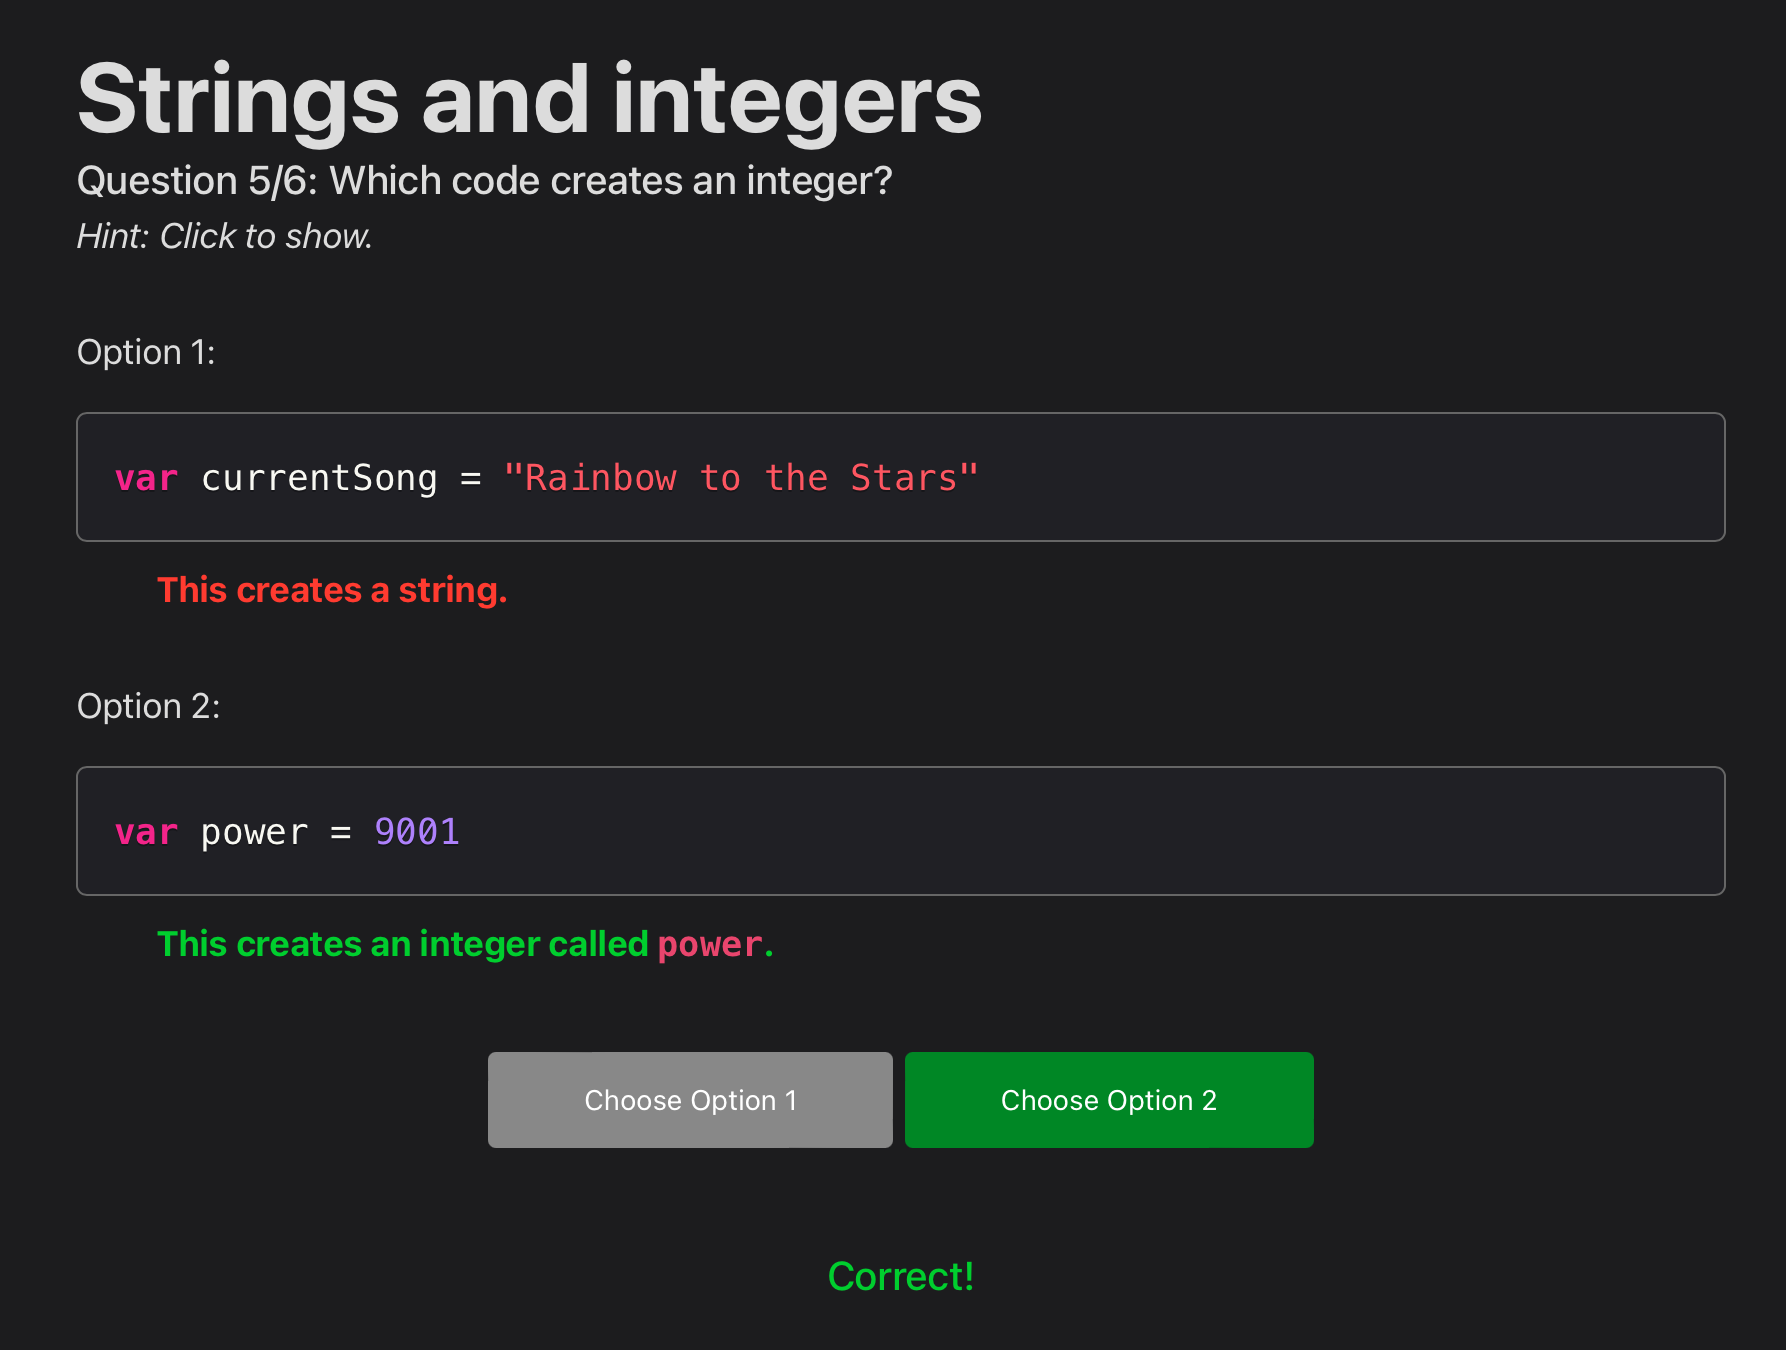 Strings and integers
Question 5/6: Which code creates an integer?
Hint: Click to show.
Option 1:
var currentSong = "Rainbow to the Stars"
This creates a string.
Option 2:
var power = 9001
This creates an integer called power.
Choose Option 1
Choose Option 2
Correct!